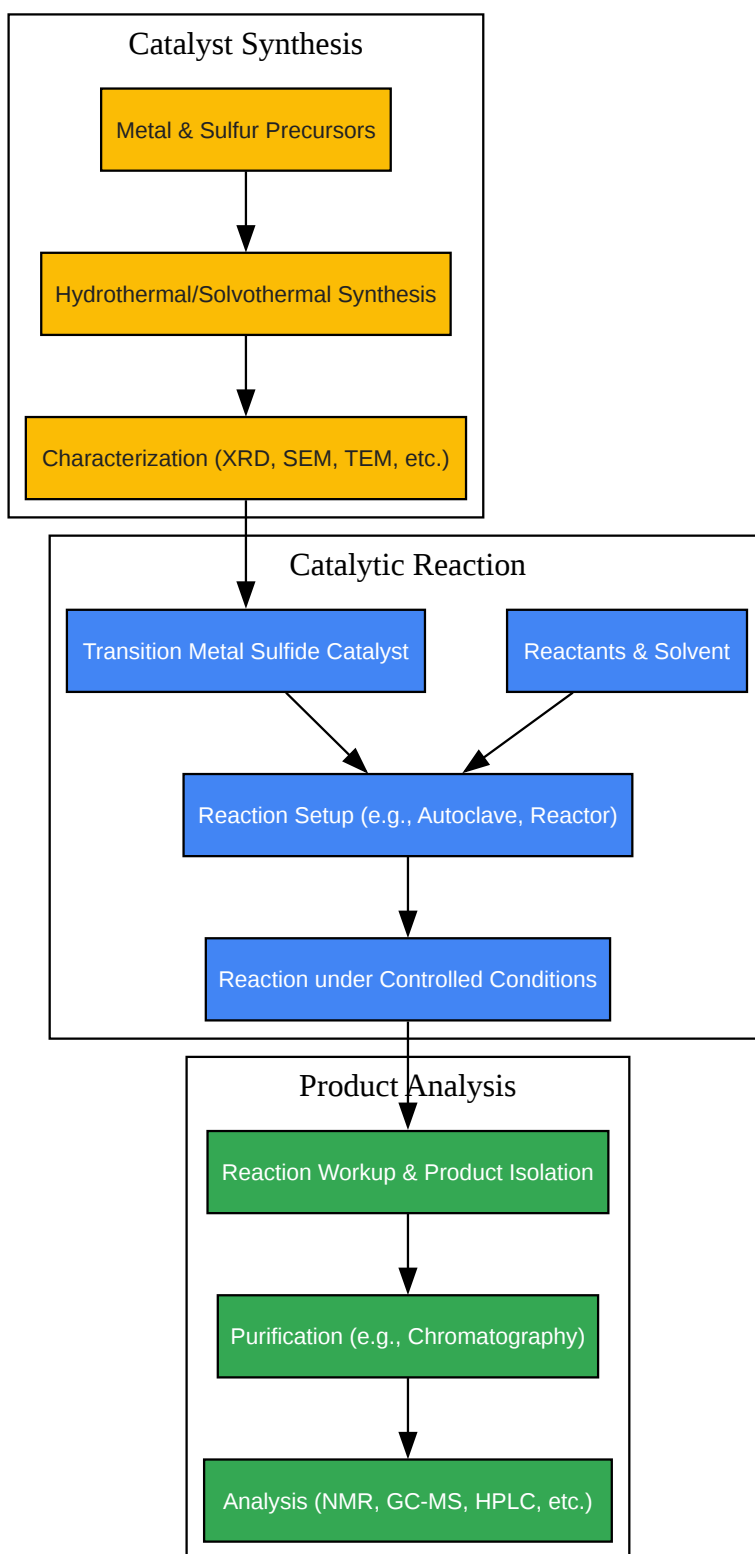 Catalyst Synthesis
Metal & Sulfur Precursors
Hydrothermal/Solvothermal Synthesis
Characterization (XRD, SEM, TEM, etc.)
Catalytic Reaction
Transition Metal Sulfide Catalyst
Reactants & Solvent
Reaction Setup (e.g., Autoclave, Reactor)
Reaction under Controlled Conditions
Product Analysis
Reaction Workup & Product Isolation
Purification (e.g., Chromatography)
Analysis (NMR, GC-MS, HPLC, etc.)